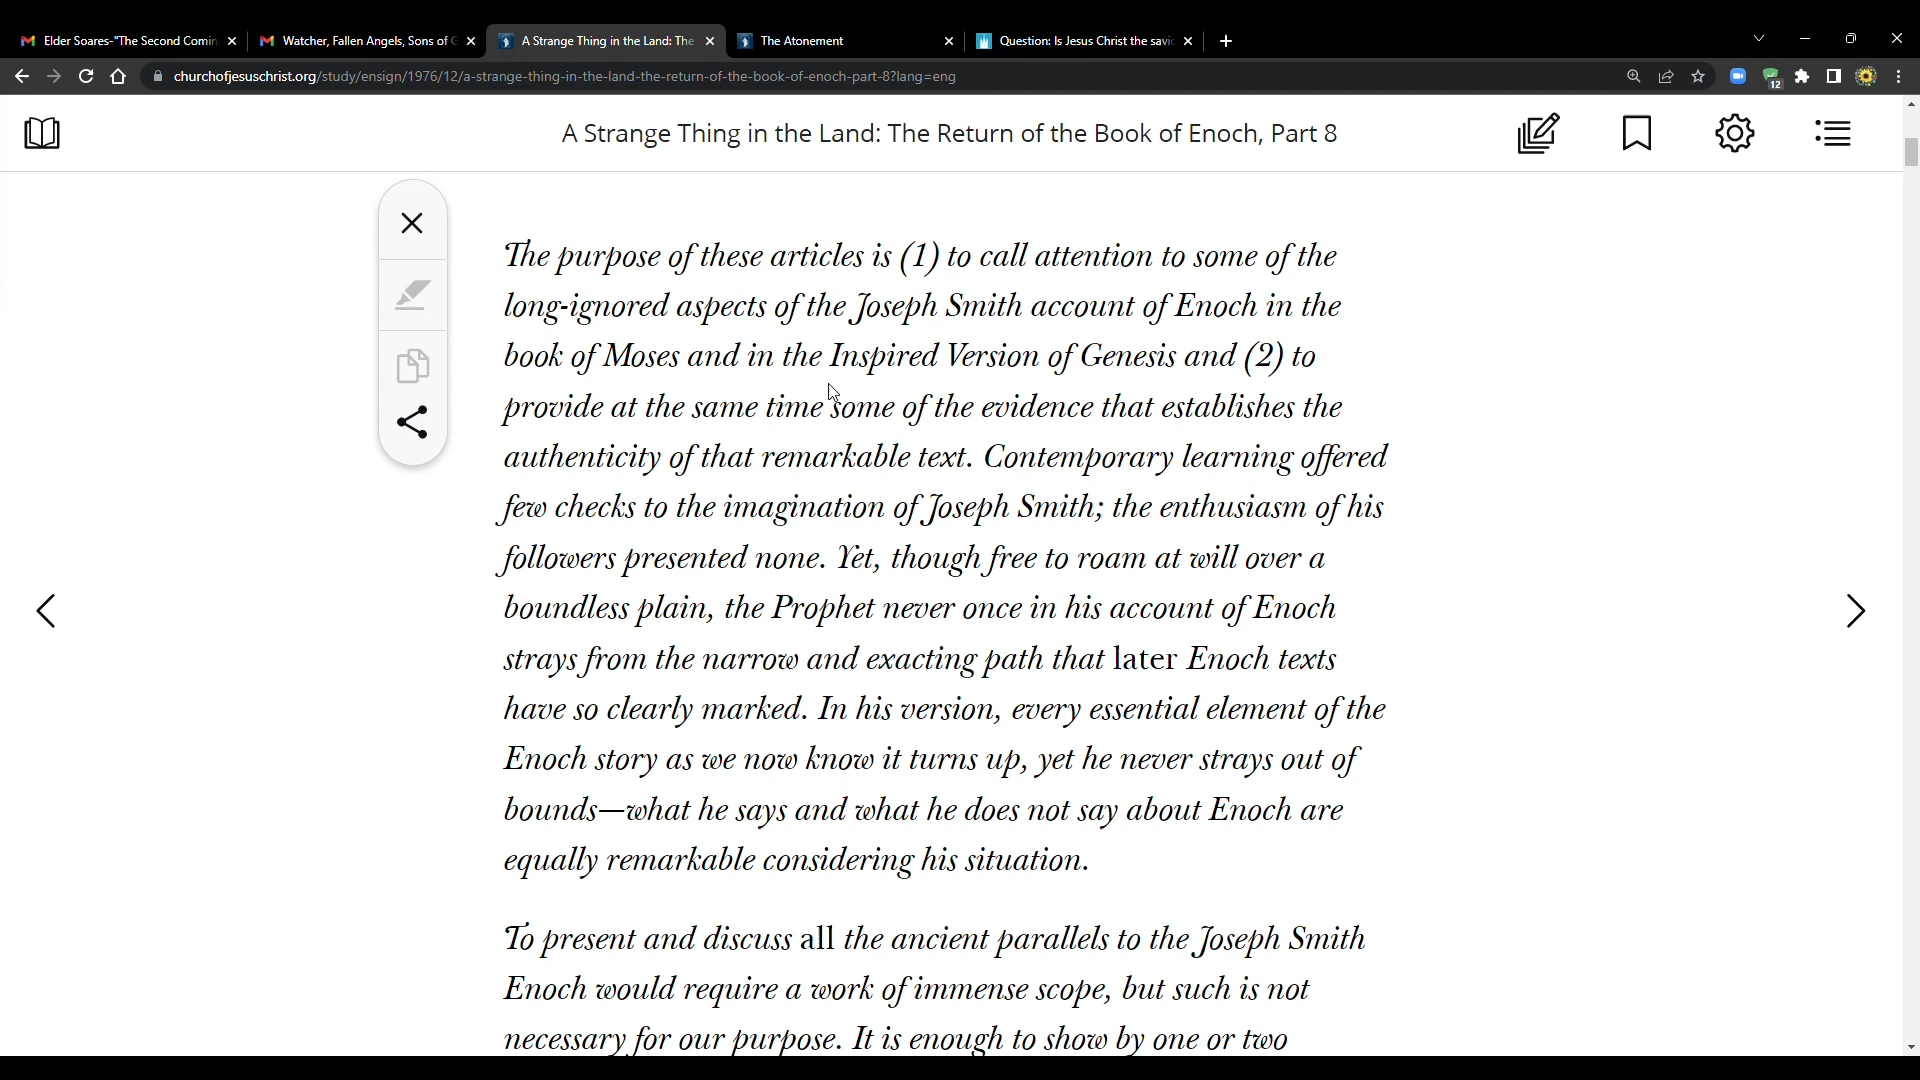 Elder Soares-"The Second Comin
Watcher, Fallen Angels, Sons of G
A Strange Thing in the Land: The
The Atonement
Question: Is Jesus Christ the savi
churchofjesuschrist.org/study/ensign/1976/12/a-strange-thing-in-the-land-the-return-of-the-book-of-enoch-part-8?lang=eng
12
A Strange Thing in the Land: The Return of the Book of Enoch, Part 8
The purpose of these articles is (1) to call attention to some of the
long-ignored aspects of the Joseph Smith account of Enoch in the
book of Moses and in the Inspired Version of Genesis and (2) to
provide at the same time some of the evidence that establishes the
authenticity of that remarkable text. Contemporary learning offered
few checks to the imagination of Joseph Smith; the enthusiasm of his
followers presented none. Yet, though free to roam at will over a
boundless plain, the Prophet never once in his account of Enoch
strays from the narrow and exacting path that later Enoch texts
have so clearly marked. In his version, every essential element of the
Enoch story as we now know it turns up, yet he never strays out of
bounds—what he says and what he does not say about Enoch are
equally remarkable considering his situation.
To present and discuss all the ancient parallels to the Joseph Smith
Enoch would require a work of immense scope, but such is not
necessary for our purpose. It is enough to show by one or two